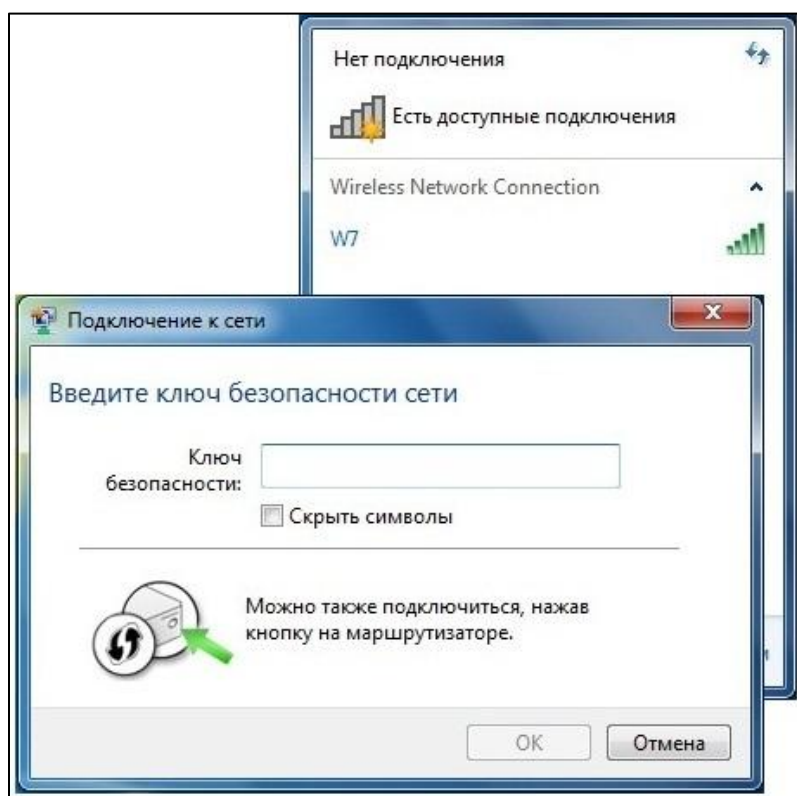 Нет подключения
Есть доступные подключения
Wireless Network Connection
W7
Подключение к сети
Введите ключ безопасности сети
Ключ
безопасности:
Скрыть символы
Можно также подключиться, нажав
кнопку на маршрутизаторе.
OK
Отмена